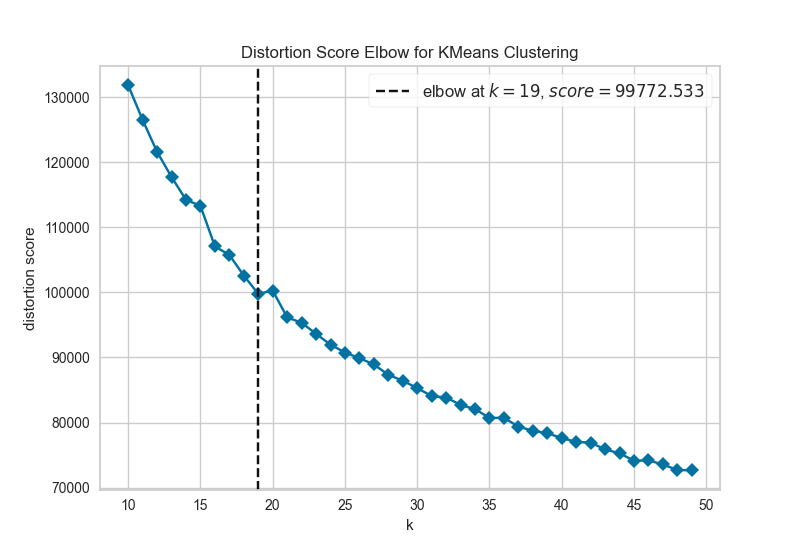 Distortion Score Elbow for KMeans Clustering
elbow at k = 19, score = 99772.533
distortion score
130000
120000
110000
100000
90000
80000
70000
10 15 20 25 30 35 40 45 50
k